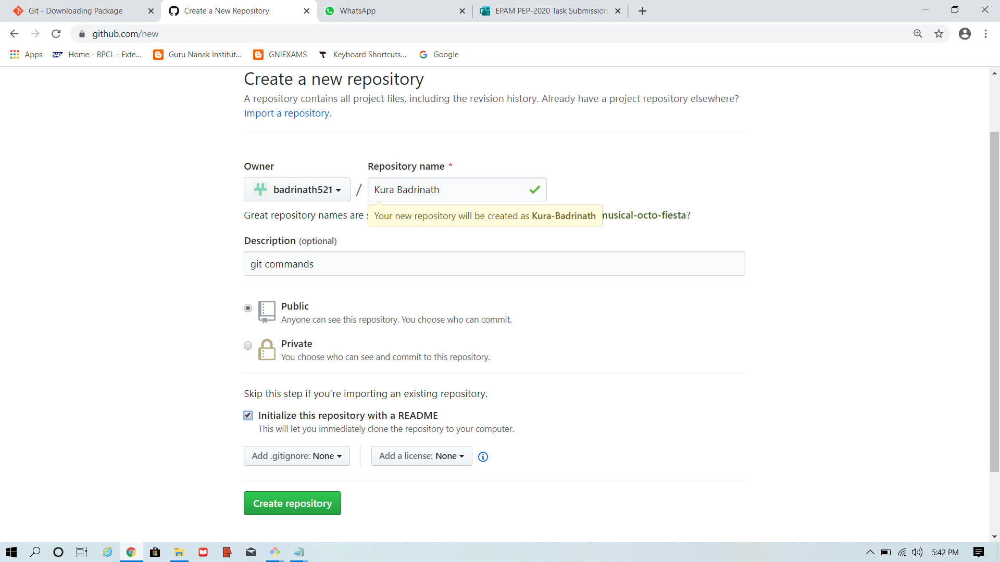 Git - Downloading Package
Create a New Repository
WhatsApp
EPAM PEP-2020 Task Submission
github.com/new
Apps
SAP
Home - BPCL - Exte...
Guru Nanak Institut...
GNIEXAMS
Keyboard Shortcuts...
Google
Create a new repository
A repository contains all project files, including the revision history. Already have a project repository elsewhere?
Import a repository.
Owner
Repository name *
badrinath521
/
Kura Badrinath
Great repository names are
Your new repository will be created as Kura-Badrinath
musical-octo-fiesta?
Description (optional)
git commands
Public
Anyone can see this repository. You choose who can commit.
Private
You choose who can see and commit to this repository.
Skip this step if you’re importing an existing repository.
Initialize this repository with a README
This will let you immediately clone the repository to your computer.
Add .gitignore: None
Add a license: None
Create repository
5:42 PM